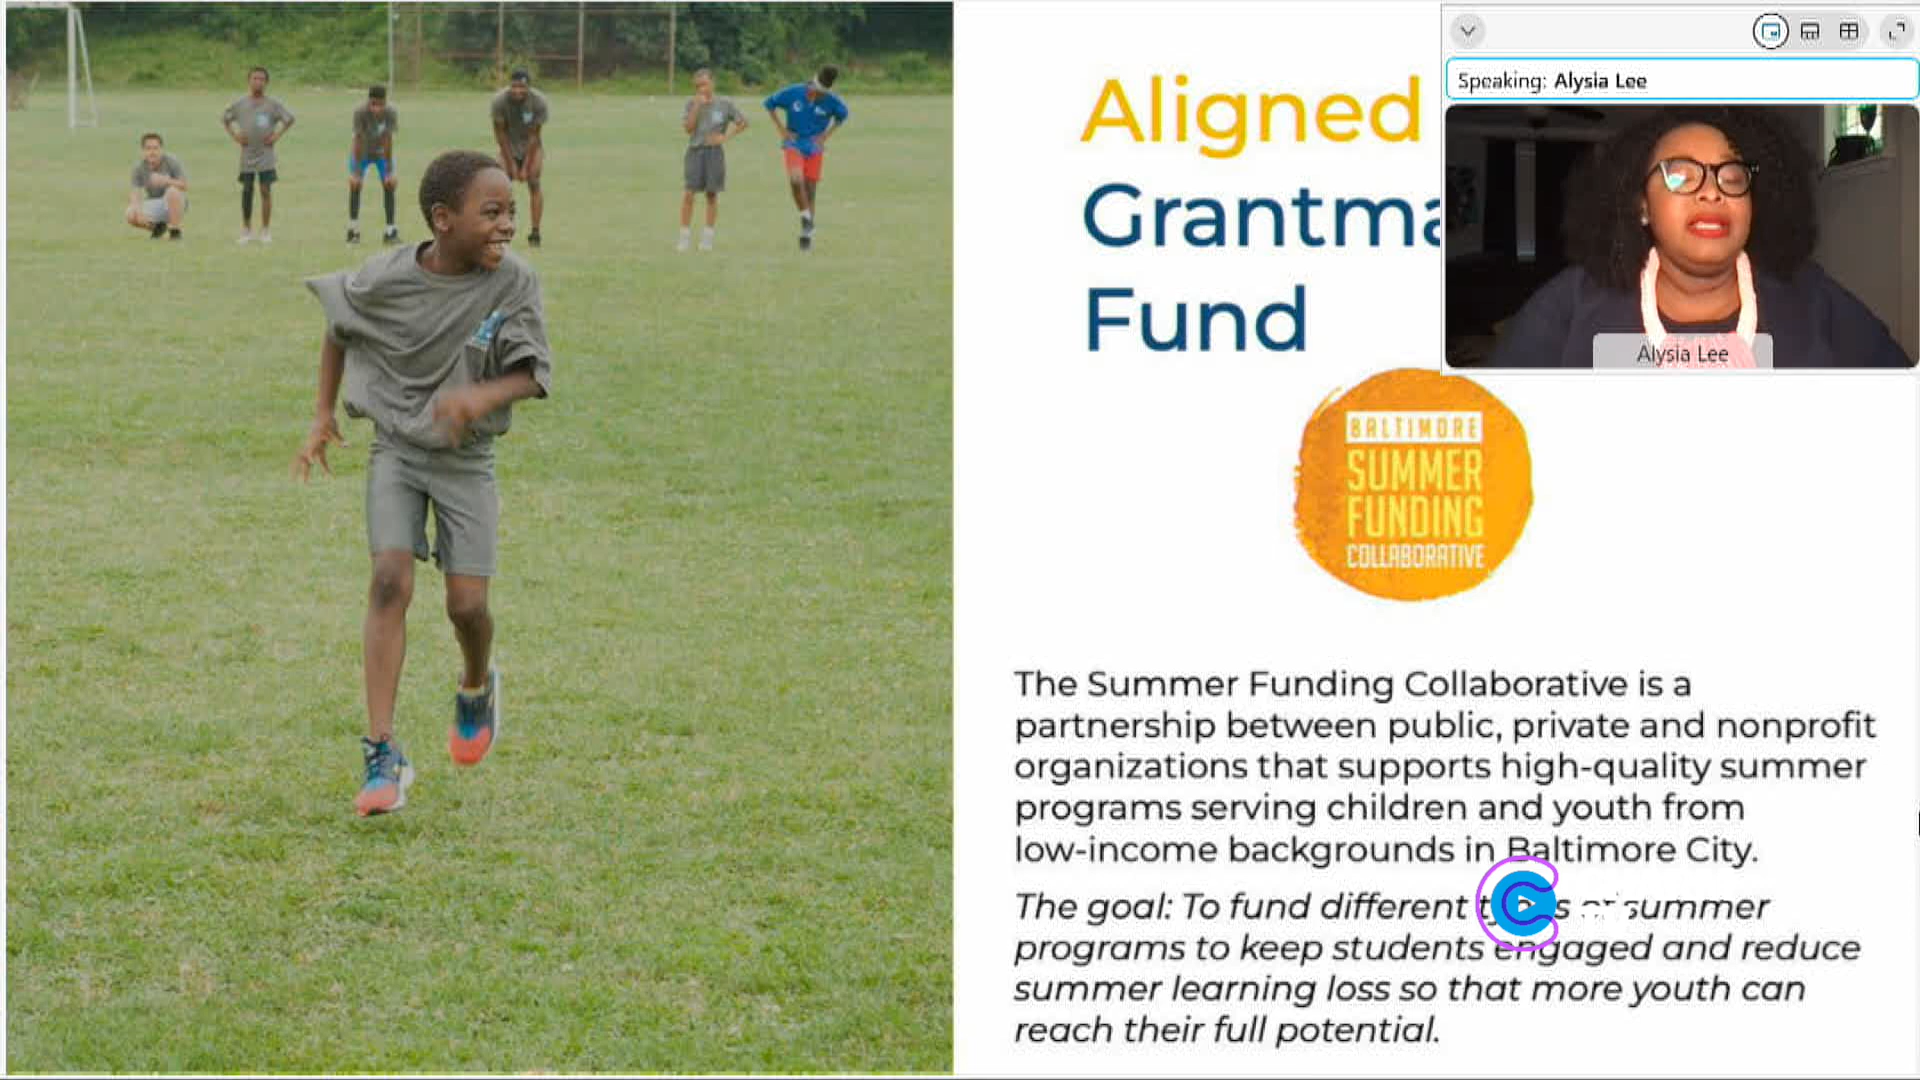 Aligned
Speaking: Alysia Lee
Grantma
Fund
Alysia Lee
BALTIMORE
SUMMER
FUNDING
COLLABORATIVE
The Summer Funding Collaborative is a
partnership between public, private and nonprofit
organizations that supports high-quality summer
programs serving children and youth from
low-income backgrounds in Baltimore City.
The goal: To fund different summer
programs to keep students engaged and reduce
summer learning loss so that more youth can
reach their full potential.